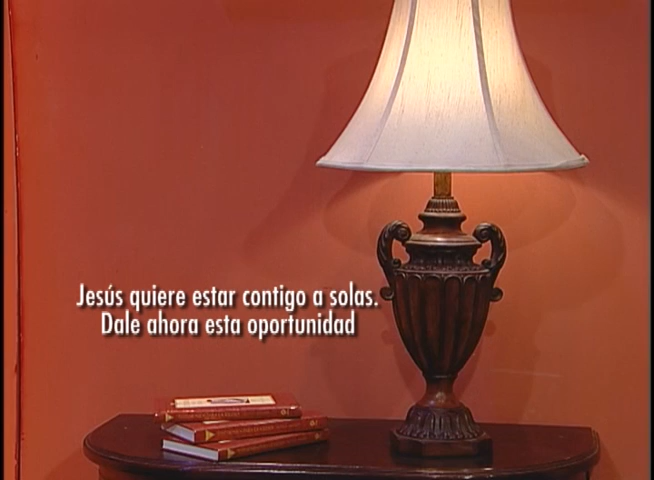 Jesús quiere estar contigo a solas.
Dale ahora esta oportunidad